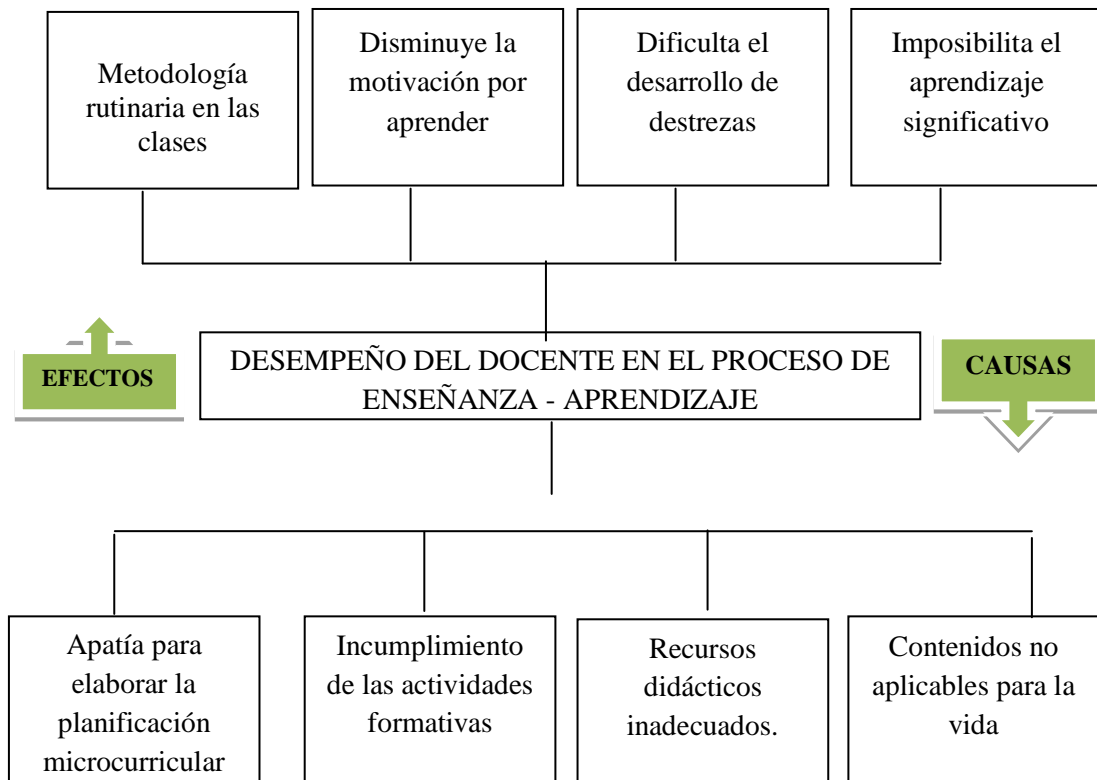 Metodología
rutinaria en las
clases
Disminuye la
motivación por
aprender
Dificulta el
desarrollo de
destrezas
Imposibilita el
aprendizaje
significativo
EFECTOS
DESEMPEÑO DEL DOCENTE EN EL PROCESO DE
ENSEÑANZA - APRENDIZAJE
CAUSAS
Apatía para
elaborar la
planificación
microcurricular
Incumplimiento
de las actividades
formativas
Recursos
didácticos
inadecuados.
Contenidos no
aplicables para la
vida